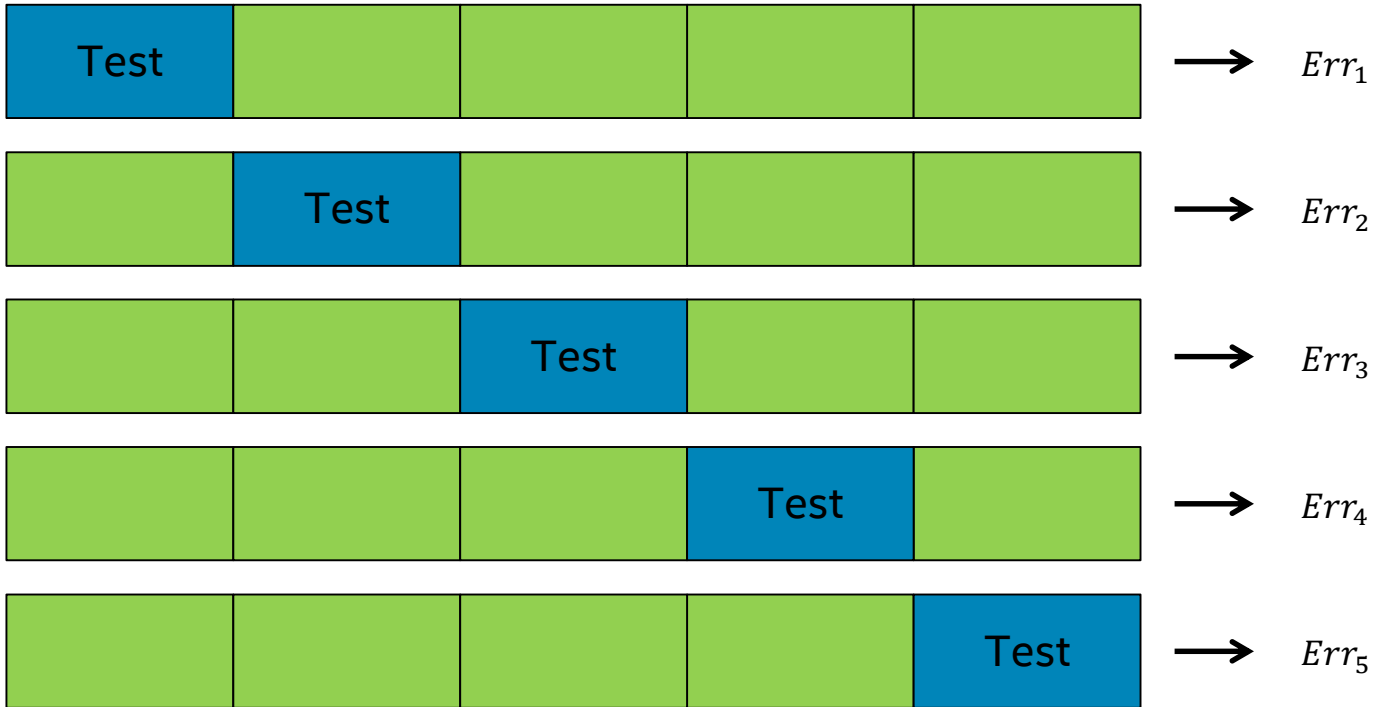 Test → Err₁
Test → Err₂
Test → Err₃
Test → Err₄
Test → Err₅